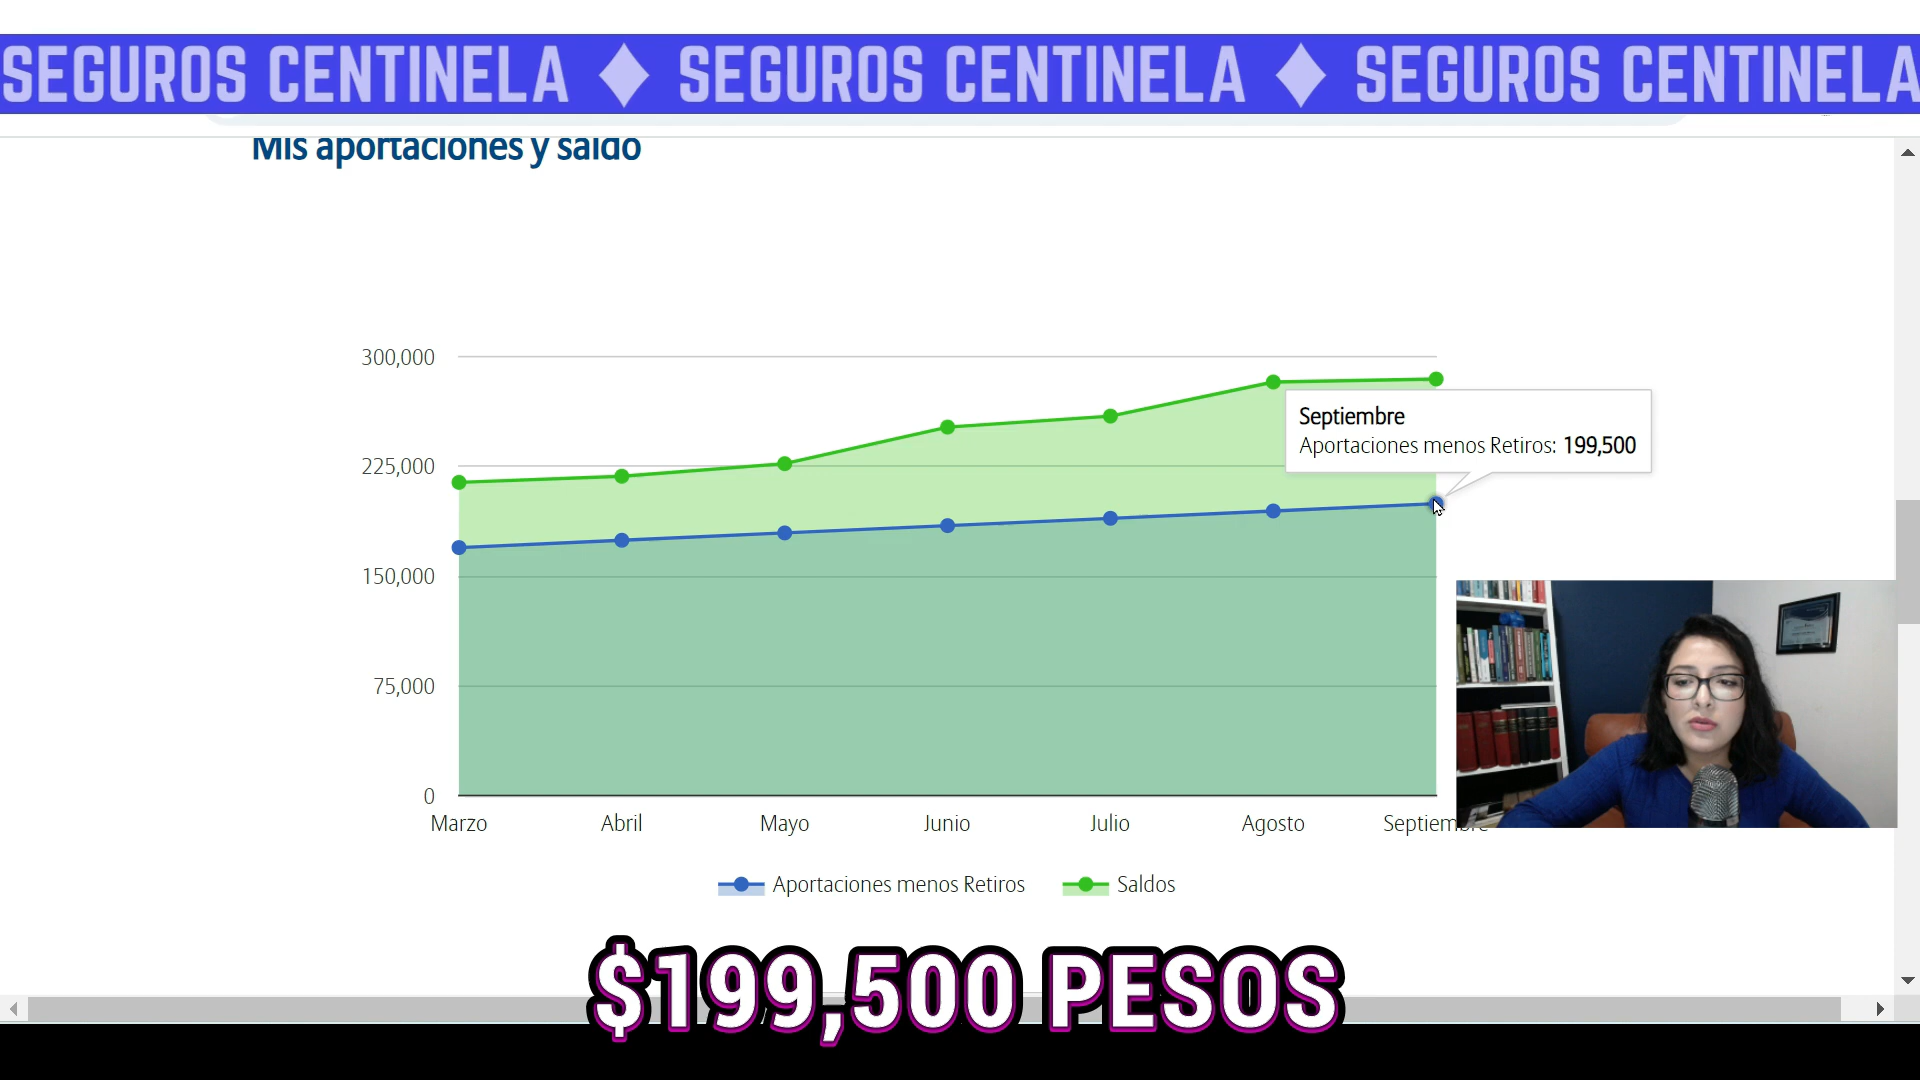 SEGUROS CENTINELA ♦ SEGUROS CENTINELA ♦ SEGUROS CENTINELA
Mis aportaciones y saldo
300,000
225,000
150,000
75,000
0
Septiembre
Aportaciones menos Retiros: 199,500
Marzo Abril Mayo Junio Julio Agosto Septiembre
Aportaciones menos Retiros Saldos
$199,500 PESOS